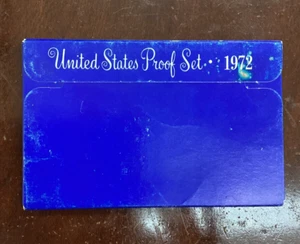 United States Proof Set • 1972